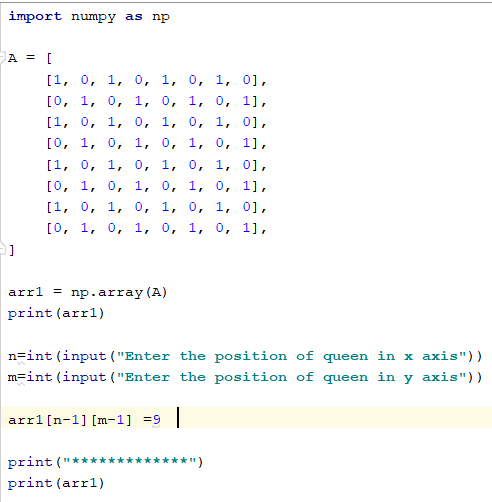 import numpy as np
A = [
    [1, 0, 1, 0, 1, 0, 1, 0],
    [0, 1, 0, 1, 0, 1, 0, 1],
    [1, 0, 1, 0, 1, 0, 1, 0],
    [0, 1, 0, 1, 0, 1, 0, 1],
    [1, 0, 1, 0, 1, 0, 1, 0],
    [0, 1, 0, 1, 0, 1, 0, 1],
    [1, 0, 1, 0, 1, 0, 1, 0],
    [0, 1, 0, 1, 0, 1, 0, 1],
]
arr1 = np.array(A)
print(arr1)
n=int(input("Enter the position of queen in x axis"))
m=int(input("Enter the position of queen in y axis"))
arr1[n-1][m-1] =9
print("*************")
print(arr1)